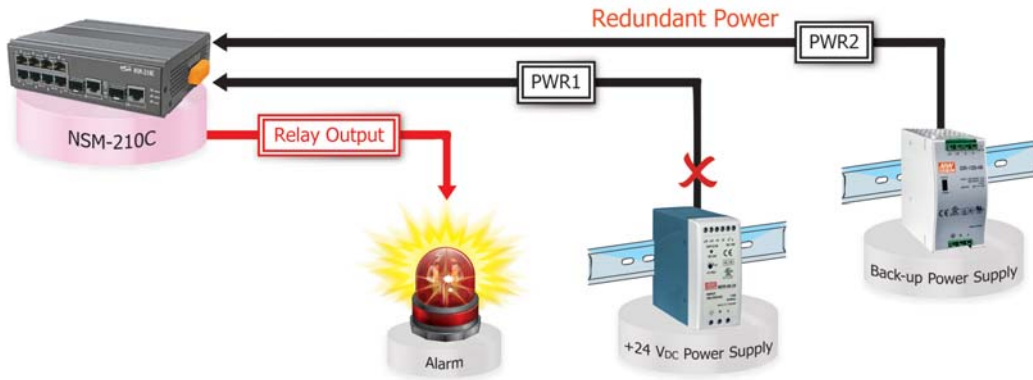 Redundant Power
PWR2
PWR1
NSM-210C
Relay Output
Alarm
+24 VDC Power Supply
Back-up Power Supply